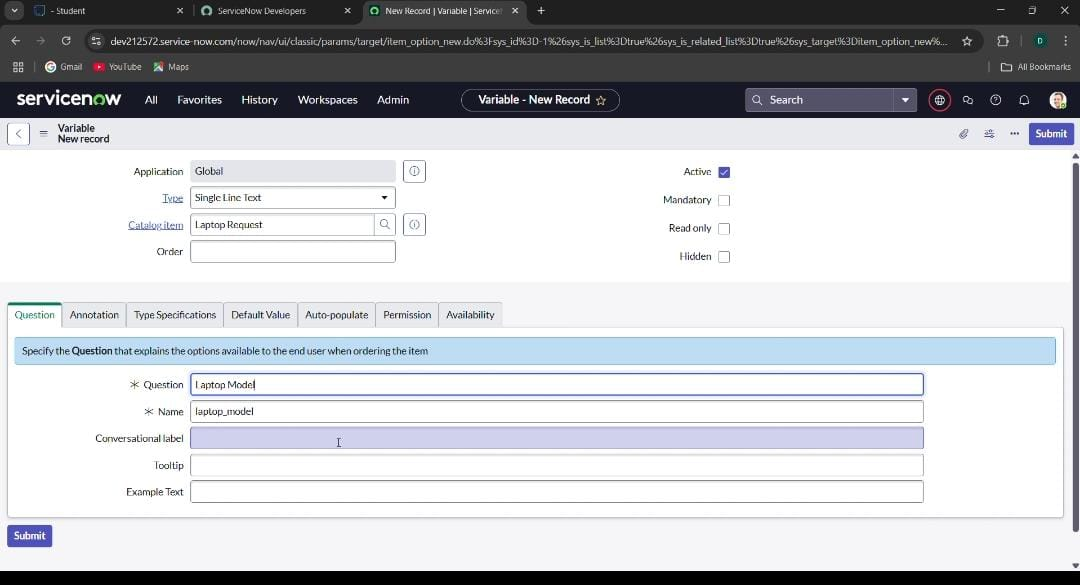 - Student
ServiceNow Developers
New Record | Variable | Service
dev212572.service-now.com/now/nav/ui/classic/params/target/item_option_new.do%3Fsys_id%3D-1%26sys_is_list%3Dtrue%26sys_is_related_list%3Dtrue%26sys_target%3Ditem_option_new%...
D
Gmail
YouTube
Maps
All Bookmarks
servicenow
All
Favorites
History
Workspaces
Admin
Variable - New Record
Search
Variable
New record
Submit
Application
Global
Active
Type
Single Line Text
Mandatory
Catalog item
Laptop Request
Read only
Order
Hidden
Question
Annotation
Type Specifications
Default Value
Auto-populate
Permission
Availability
Specify the Question that explains the options available to the end user when ordering the item
Question
Laptop Model
Name
laptop_model
Conversational label
Tooltip
Example Text
Submit